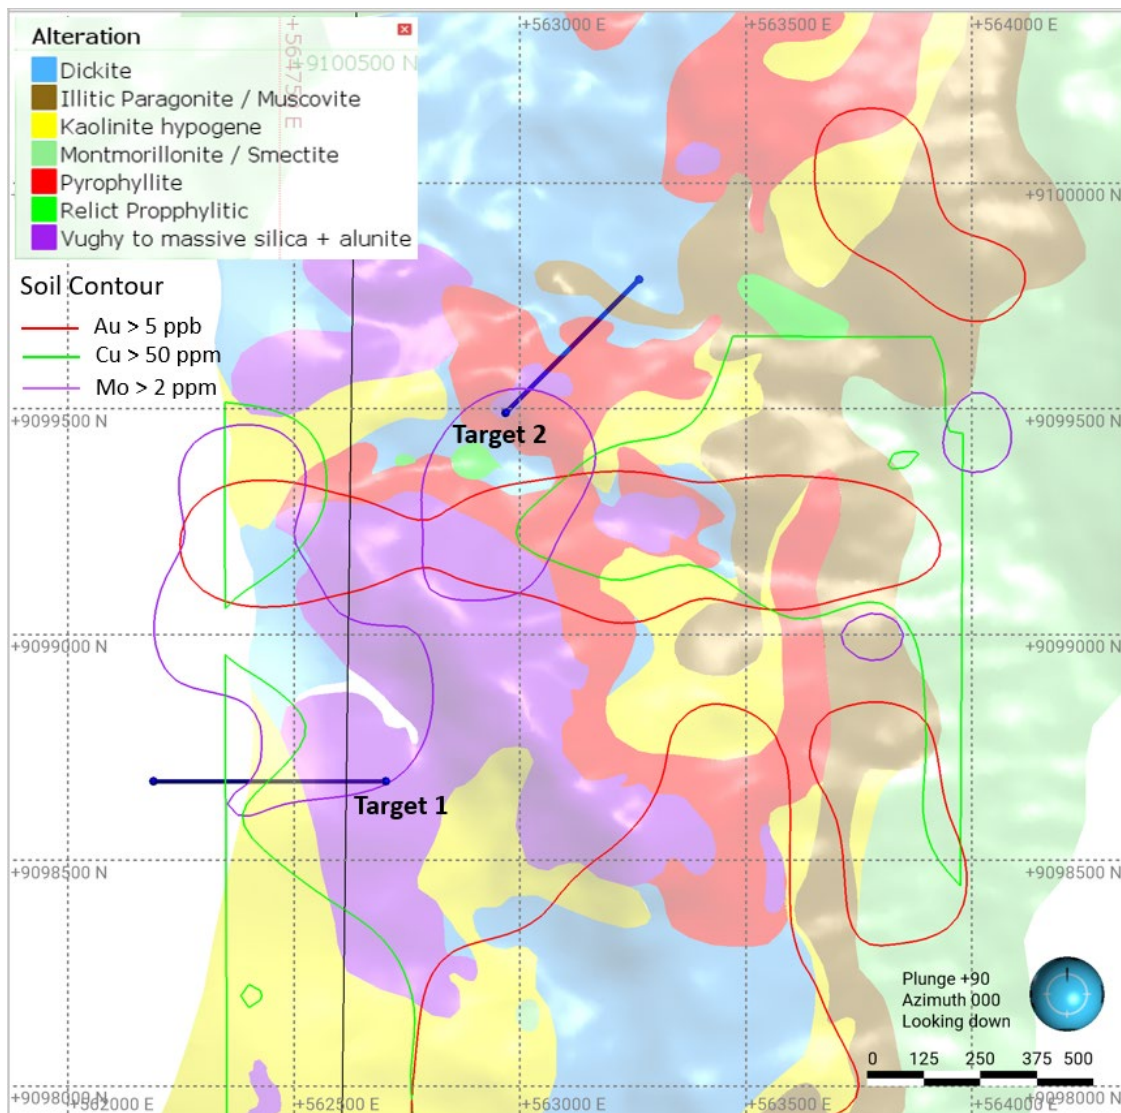 +563000 E
+563500 E
+564000 E
Alteration
+56475 E
+9100500 N
Dickite
Illitic Paragonite / Muscovite
Kaolinite hypogene
Montmorillonite / Smectite
Pyrophyllite
Relict Propphylitic
Vughy to massive silica + alunite
+9100000 N
Soil Contour
Au > 5 ppb
Cu > 50 ppm
Mo > 2 ppm
+9099500 N
Target 2
+9099500 N
+9099000 N
+9099000 N
Target 1
+9098500 N
+9098500 N
Plunge +90
Azimuth 000
Looking down
0 125 250 375 500
+9098000 N
+562000 E
+562500 E
+563000 E
+563500 E
+564000 E
+9098000 N